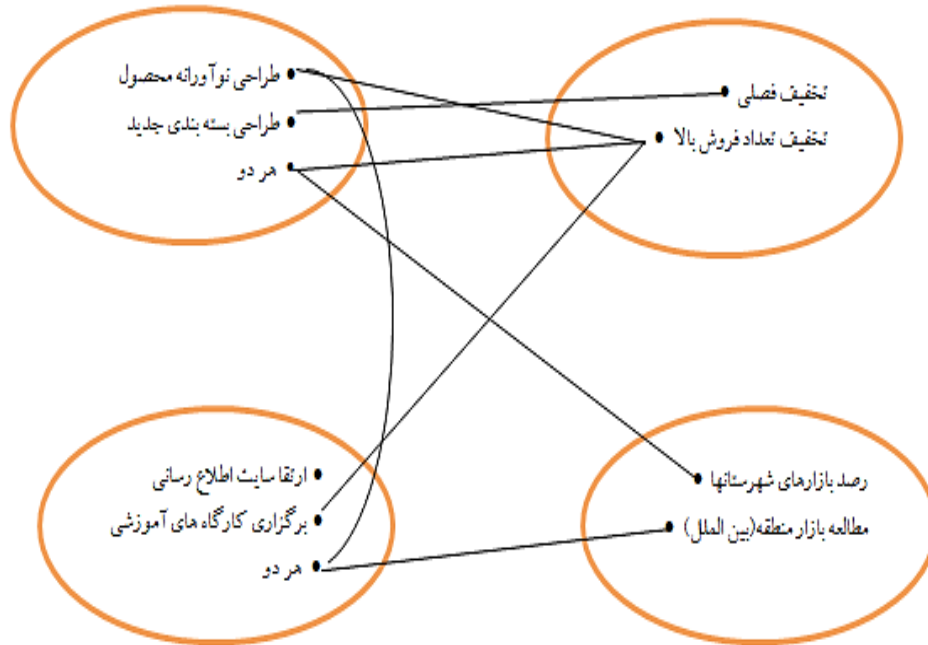 طراحی نوآورانه محصول
طراحی بسته بندی جدید
هر دو
تخفیف فصلی
تخفیف تعداد فروش بالا
ارتقا سایت اطلاع رسانی
برگزاری کارگاه های آموزشی
هر دو
رصد بازارهای شهرستانها
مطالعه بازار منطقه(بین الملل)